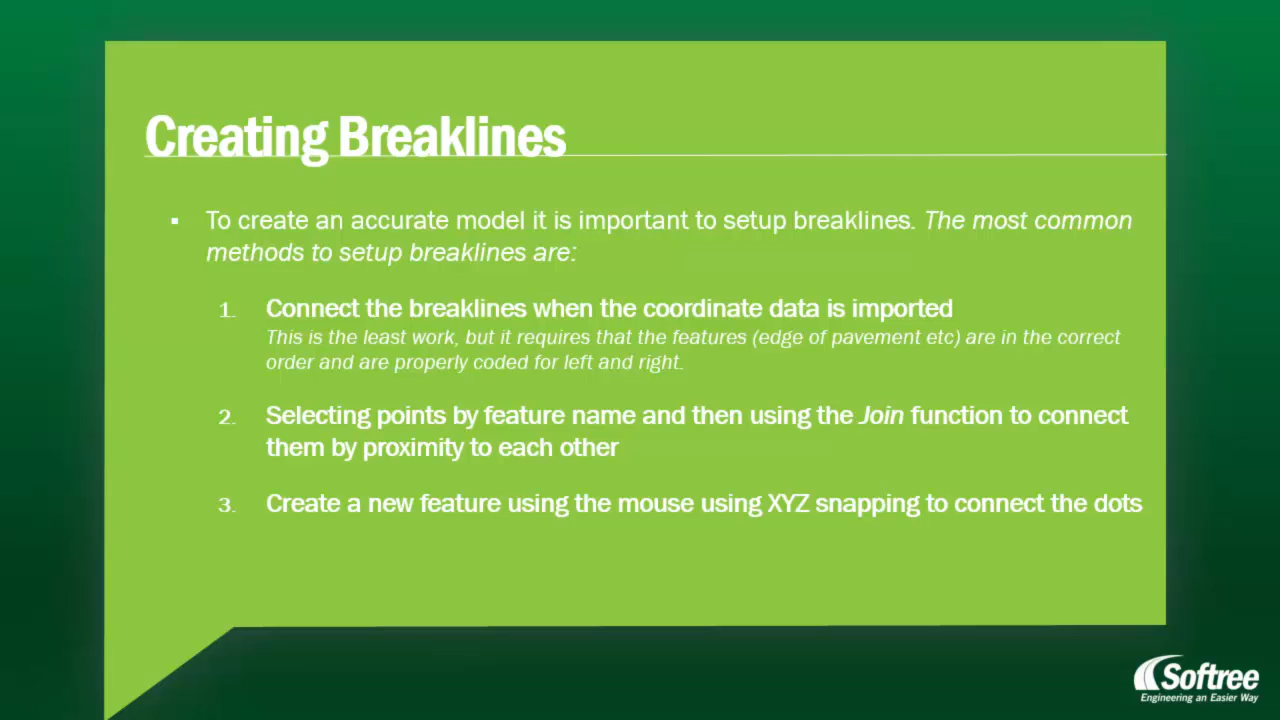 Creating Breaklines
▪ To create an accurate model it is important to setup breaklines. The most common
methods to setup breaklines are:
1. Connect the breaklines when the coordinate data is imported
This is the least work, but it requires that the features (edge of pavement etc) are in the correct
order and are properly coded for left and right.
2. Selecting points by feature name and then using the Join function to connect
them by proximity to each other
3. Create a new feature using the mouse using XYZ snapping to connect the dots
Softree
Engineering an Easier Way